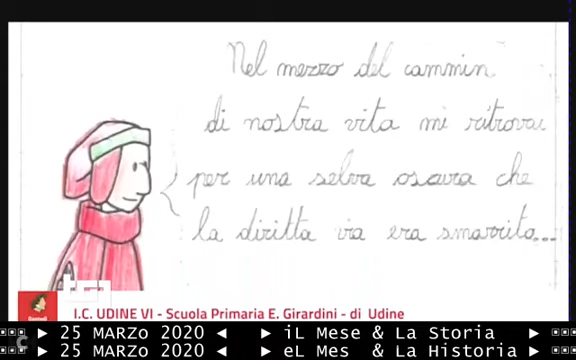 Nel mezzo del cammin
di nostra vita mi ritrovai
per una selva oscura che
la diritta via era smarrita...
I.C. UDINE VI - Scuola Primaria E. Girardini - di Udine
25 MARZo 2020 iL Mese & La Storia
25 MARZo 2020 eL Mes & La Historia